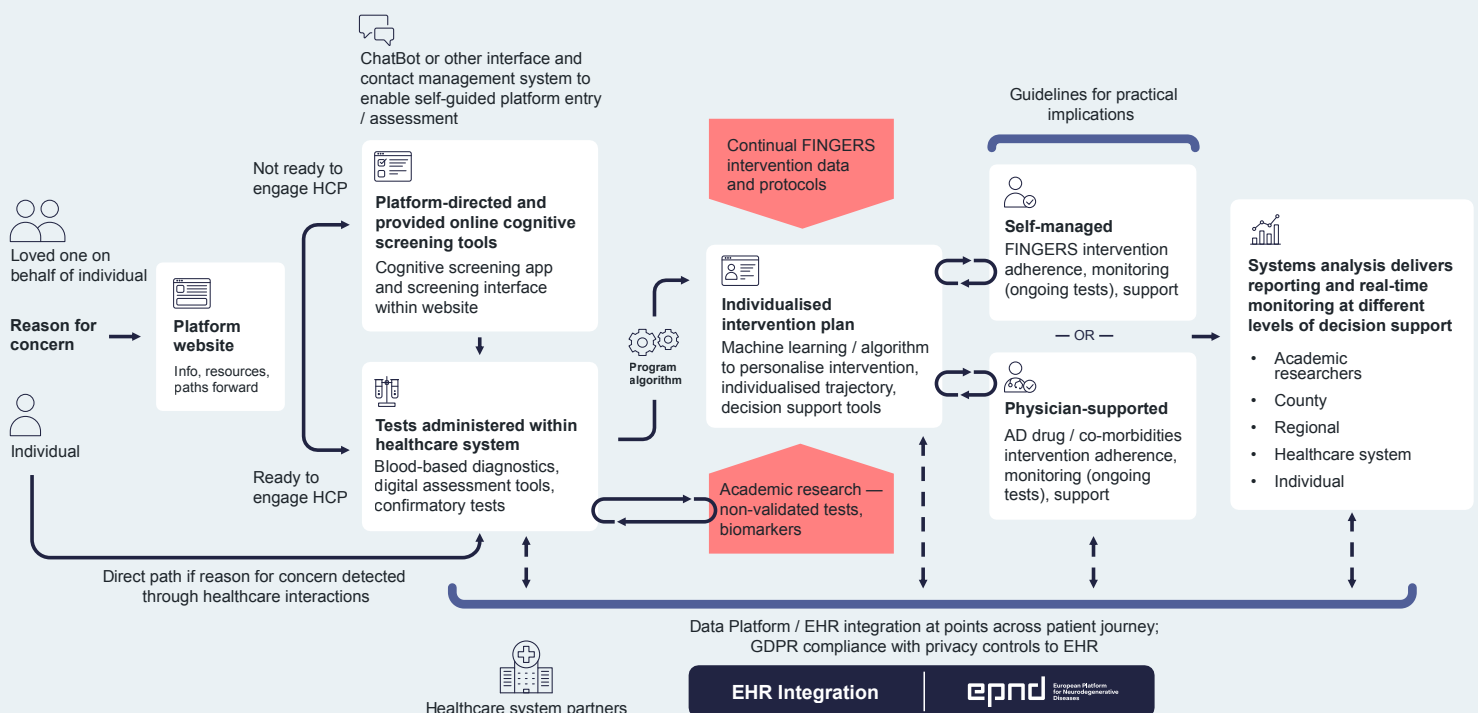 ChatBot or other interface and
contact management system to
enable self-guided platform entry
/ assessment
Not ready to
engage HCP
Loved one on
behalf of individual
Reason for
concern
Individual
Platform
website
Info, resources,
paths forward
Platform-directed and
provided online cognitive
screening tools
Cognitive screening app
and screening interface
within website
Ready to
engage HCP
Tests administered within
healthcare system
Blood-based diagnostics,
digital assessment tools,
confirmatory tests
Direct path if reason for concern detected
through healthcare interactions
Program
algorithm
Continual FINGERS
intervention data
and protocols
Individualised
intervention plan
Machine learning / algorithm
to personalise intervention,
individualised trajectory,
decision support tools
Academic research —
non-validated tests,
biomarkers
Guidelines for practical
implications
Self-managed
FINGERS intervention
adherence, monitoring
(ongoing tests), support
— OR —
Physician-supported
AD drug / co-morbidities
intervention adherence,
monitoring (ongoing
tests), support
Systems analysis delivers
reporting and real-time
monitoring at different
levels of decision support
• Academic
researchers
• County
• Regional
• Healthcare system
• Individual
Data Platform / EHR integration at points across patient journey;
GDPR compliance with privacy controls to EHR
Healthcare system partners
EHR Integration
epnd
European Platform
for Neurodegenerative
Diseases